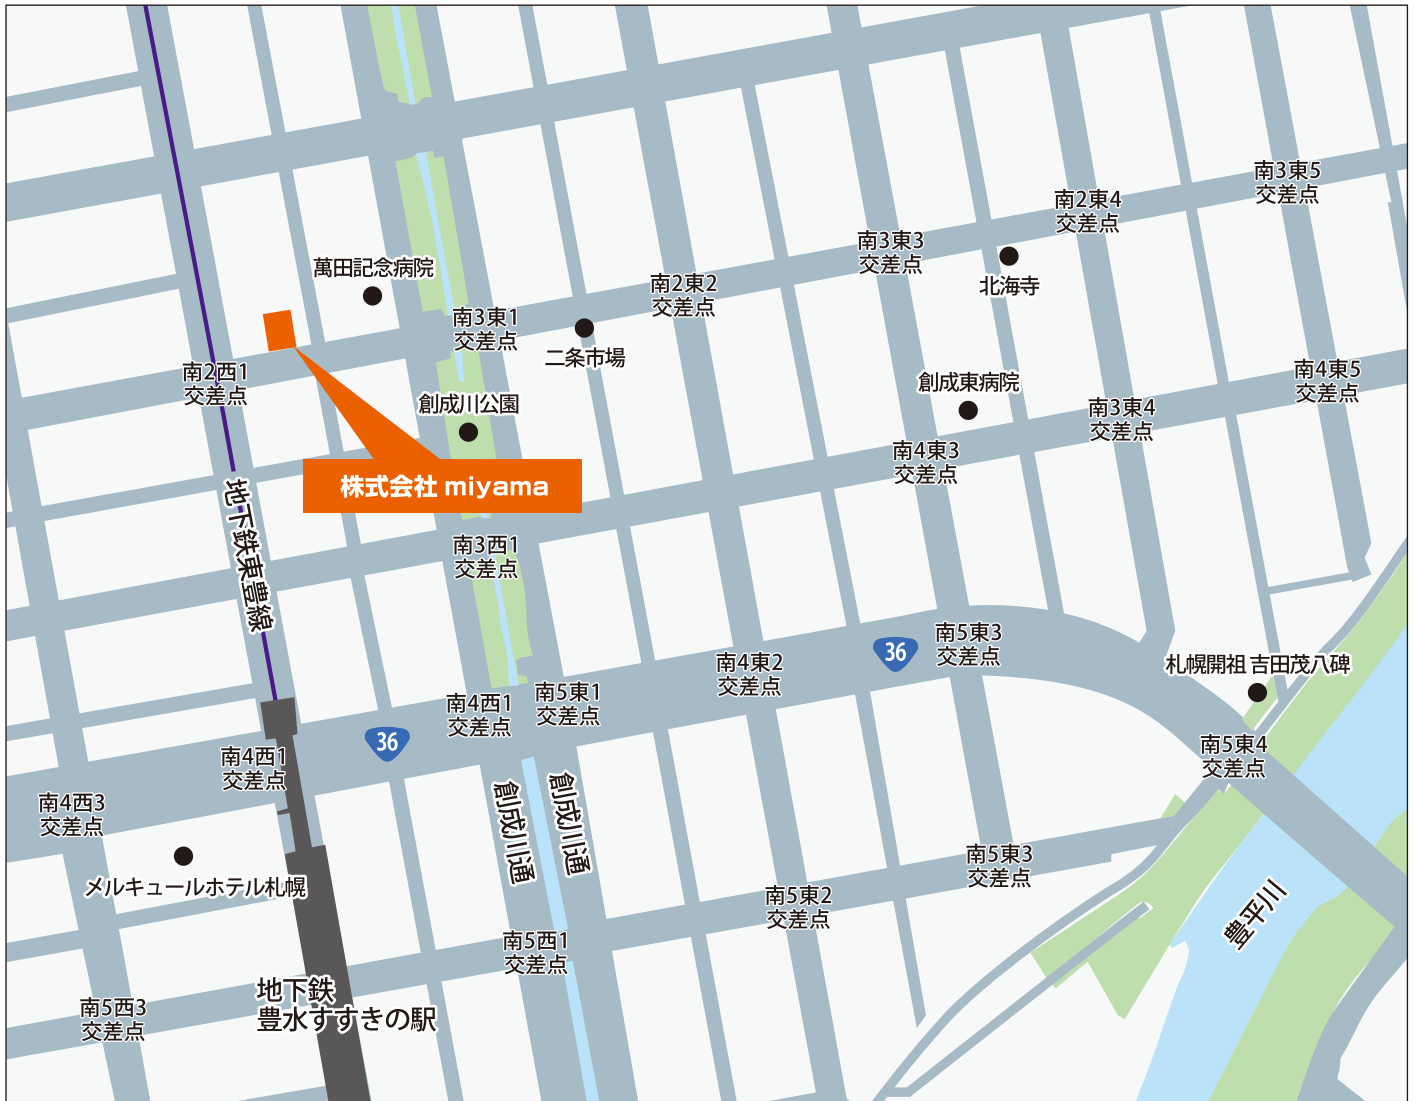 南3東5
交差点
南2東4
交差点
南3東3
交差点
北海寺
萬田記念病院
南2東2
交差点
南3東1
交差点
二条市場
南2西1
交差点
創成川公園
創成東病院
南4東5
交差点
南3東4
交差点
南4東3
交差点
株式会社 miyama
地下鉄東豊線
南3西1
交差点
南5東3
交差点
36
南4東2
交差点
札幌開祖 吉田茂八碑
南4西1
交差点
南5東1
交差点
36
南4西1
交差点
南5東4
交差点
南4西3
交差点
創成川通
創成川通
メルキュールホテル札幌
南5東3
交差点
南5東2
交差点
豊平川
南5西1
交差点
地下鉄
豊水すすきの駅
南5西3
交差点